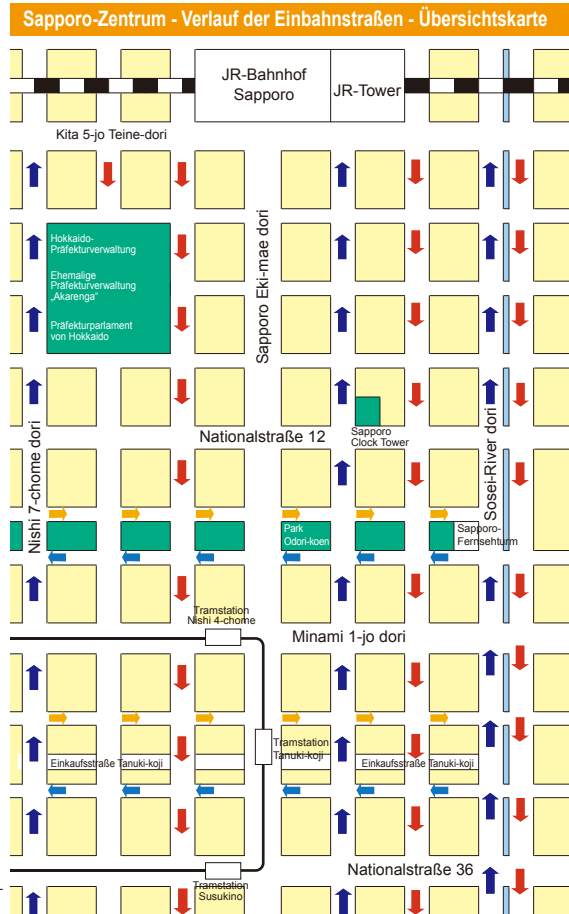 Sapporo-Zentrum - Verlauf der Einbahnstraßen - Übersichtskarte
JR-Bahnhof
Sapporo
JR-Tower
Kita 5-jo Teine-dori
Hokkaido-
Präfekturverwaltung
Ehemalige
Präfekturverwaltung
„Akarenga“
Präfekturparlament
von Hokkaido
Sapporo Eki-mae dori
Nishi 7-chome dori
Nationalstraße 12
Sapporo
Clock Tower
Sosei-River dori
Park
Odori-koen
Sapporo-
Fernsehturm
Tramstation
Nishi 4-chome
Minami 1-jo dori
Tramstation
Tanuki-koji
Einkaufsstraße Tanuki-koji
Einkaufsstraße Tanuki-koji
Nationalstraße 36
Tramstation
Susukino